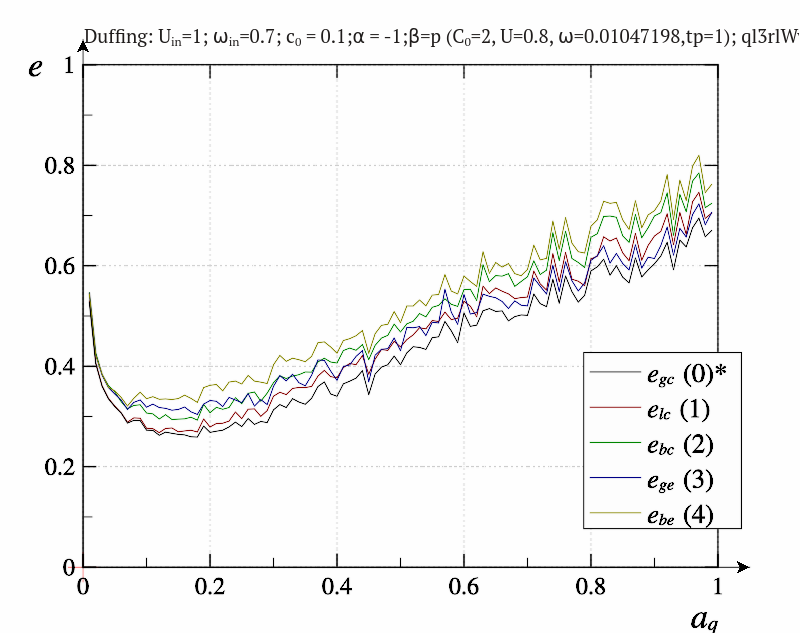 Duffing: Uin=1; ωin=0.7; c0 = 0.1;α = -1;β=p (C0=2, U=0.8, ω=0.01047198,tp=1); ql3rlW
e
1
0.8
0.6
0.4
0.2
0
0 0.2 0.4 0.6 0.8 1
aq
egc (0)*
elc (1)
ebc (2)
ege (3)
ebe (4)